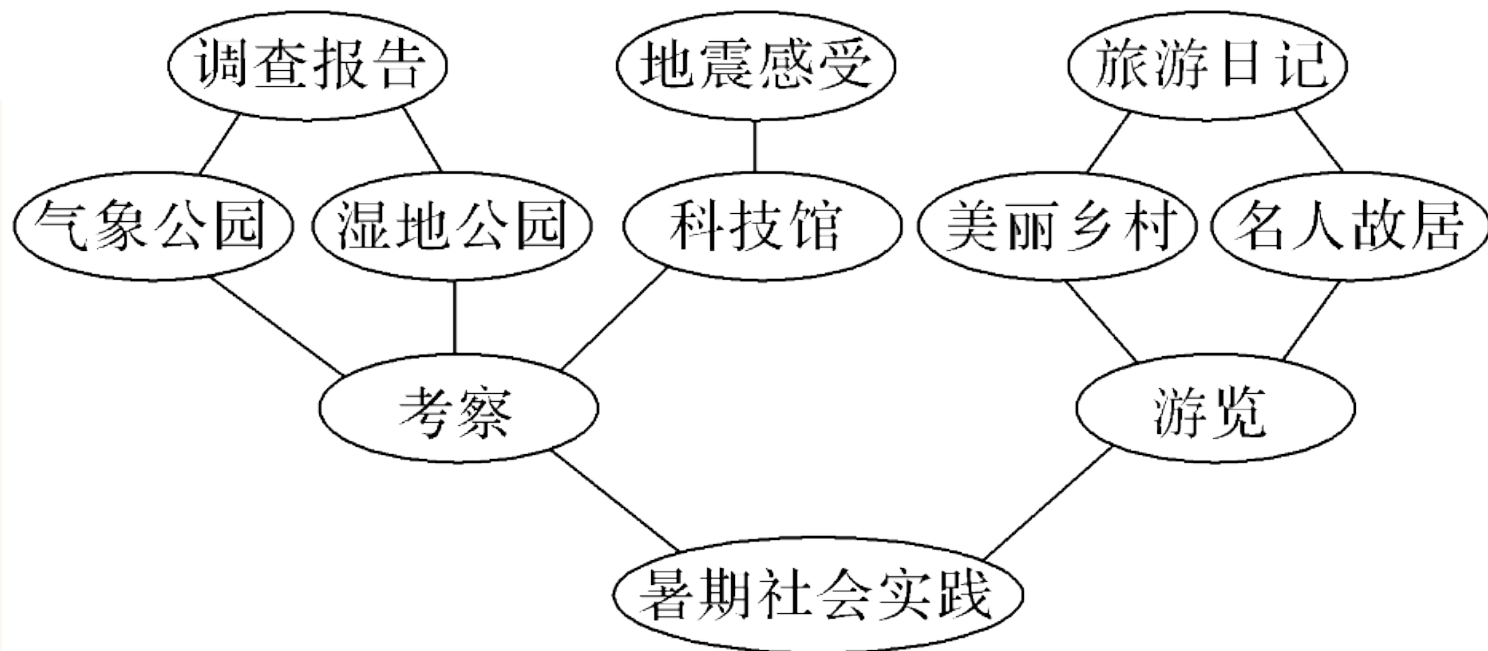 调查报告
地震感受
旅游日记
气象公园
湿地公园
科技馆
美丽乡村
名人故居
考察
游览
暑期社会实践